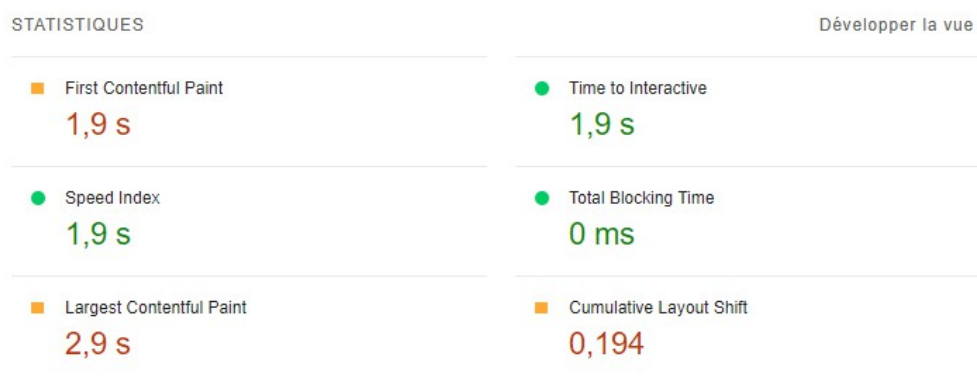 STATISTIQUES
Développer la vue
First Contentful Paint
1,9 s
Time to Interactive
1,9 s
Speed Index
1,9 s
Total Blocking Time
0 ms
Largest Contentful Paint
2,9 s
Cumulative Layout Shift
0,194